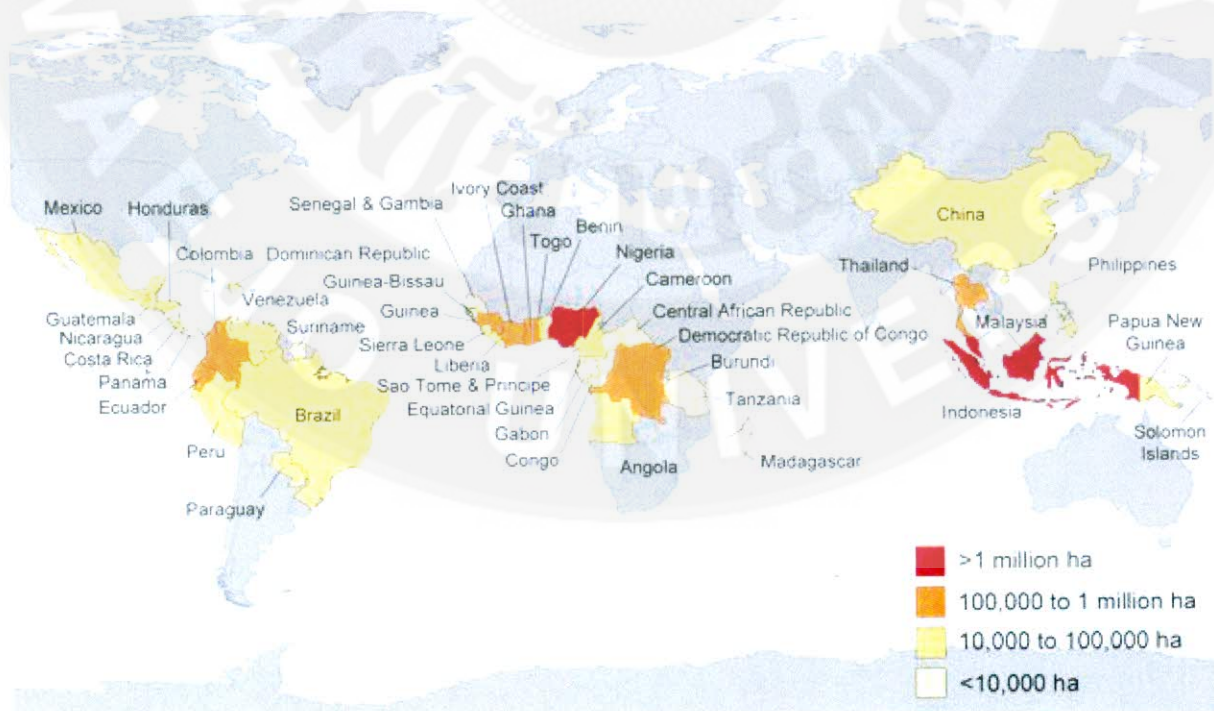 Mexico
Honduras
Colombia
Dominican Republic
Venezuela
Suriname
Guatemala
Nicaragua
Costa Rica
Panama
Ecuador
Peru
Brazil
Paraguay
Senegal & Gambia
Ivory Coast
Ghana
Togo
Benin
Nigeria
Cameroon
Guinea-Bissau
Guinea
Sierra Leone
Liberia
Sao Tome & Principe
Equatorial Guinea
Gabon
Congo
Central African Republic
Democratic Republic of Congo
Burundi
Tanzania
Angola
Madagascar
China
Thailand
Philippines
Malaysia
Papua New
Guinea
Indonesia
Solomon
Islands
>1 million ha
100,000 to 1 million ha
10,000 to 100,000 ha
<10,000 ha